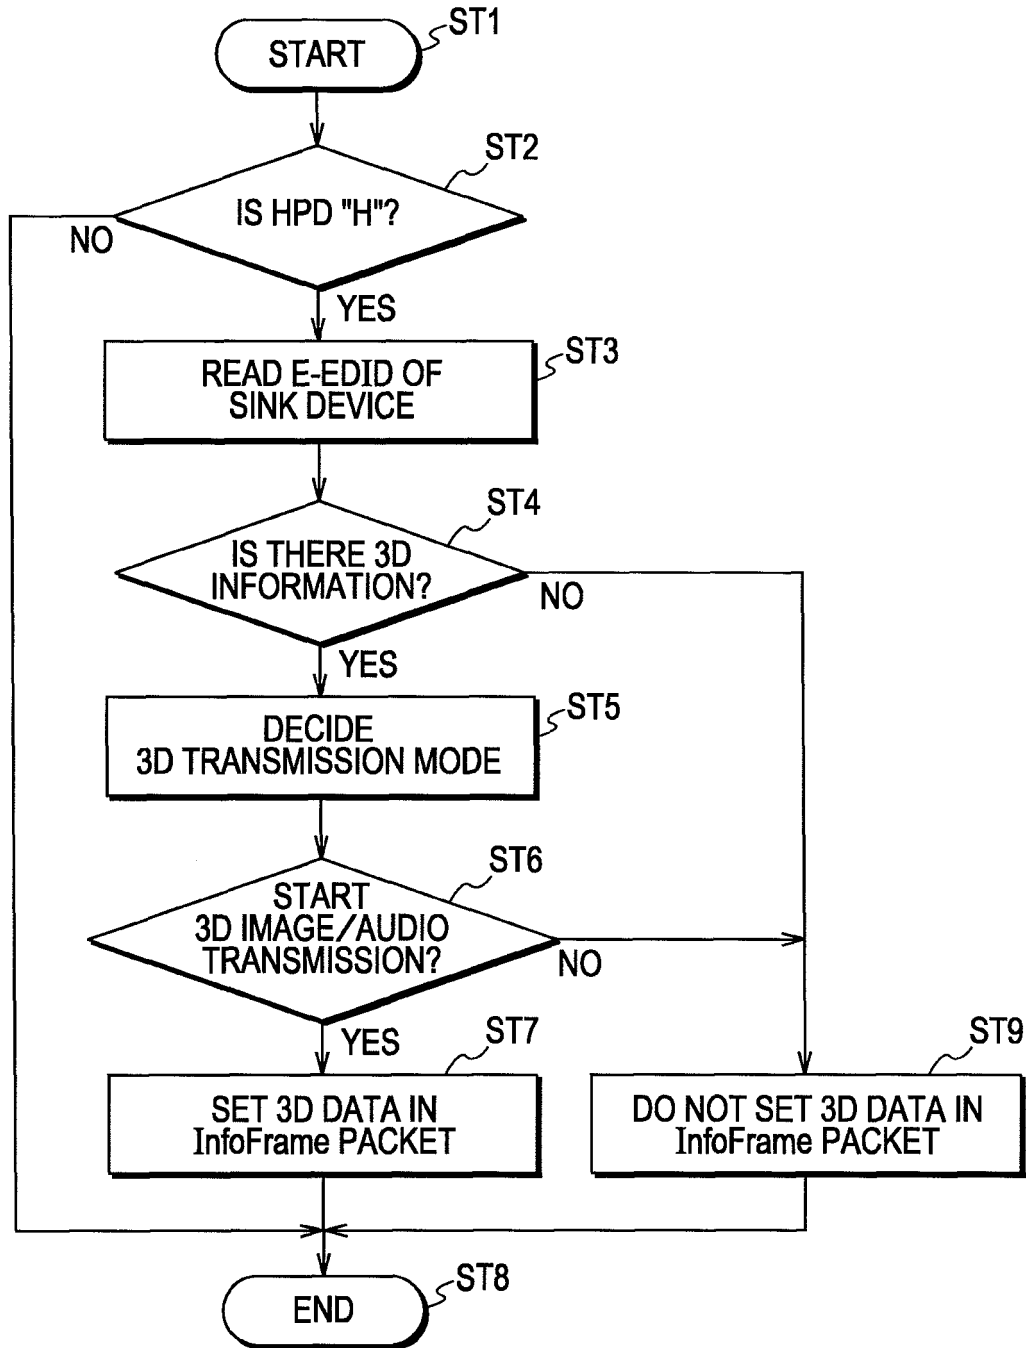 ST1
START
ST2
IS HPD "H"?
NO
YES
ST3
READ E-EDID OF
SINK DEVICE
ST4
IS THERE 3D
INFORMATION?
NO
YES
ST5
DECIDE
3D TRANSMISSION MODE
ST6
START
3D IMAGE/AUDIO
TRANSMISSION?
NO
YES
ST7
SET 3D DATA IN
InfoFrame PACKET
ST9
DO NOT SET 3D DATA IN
InfoFrame PACKET
ST8
END